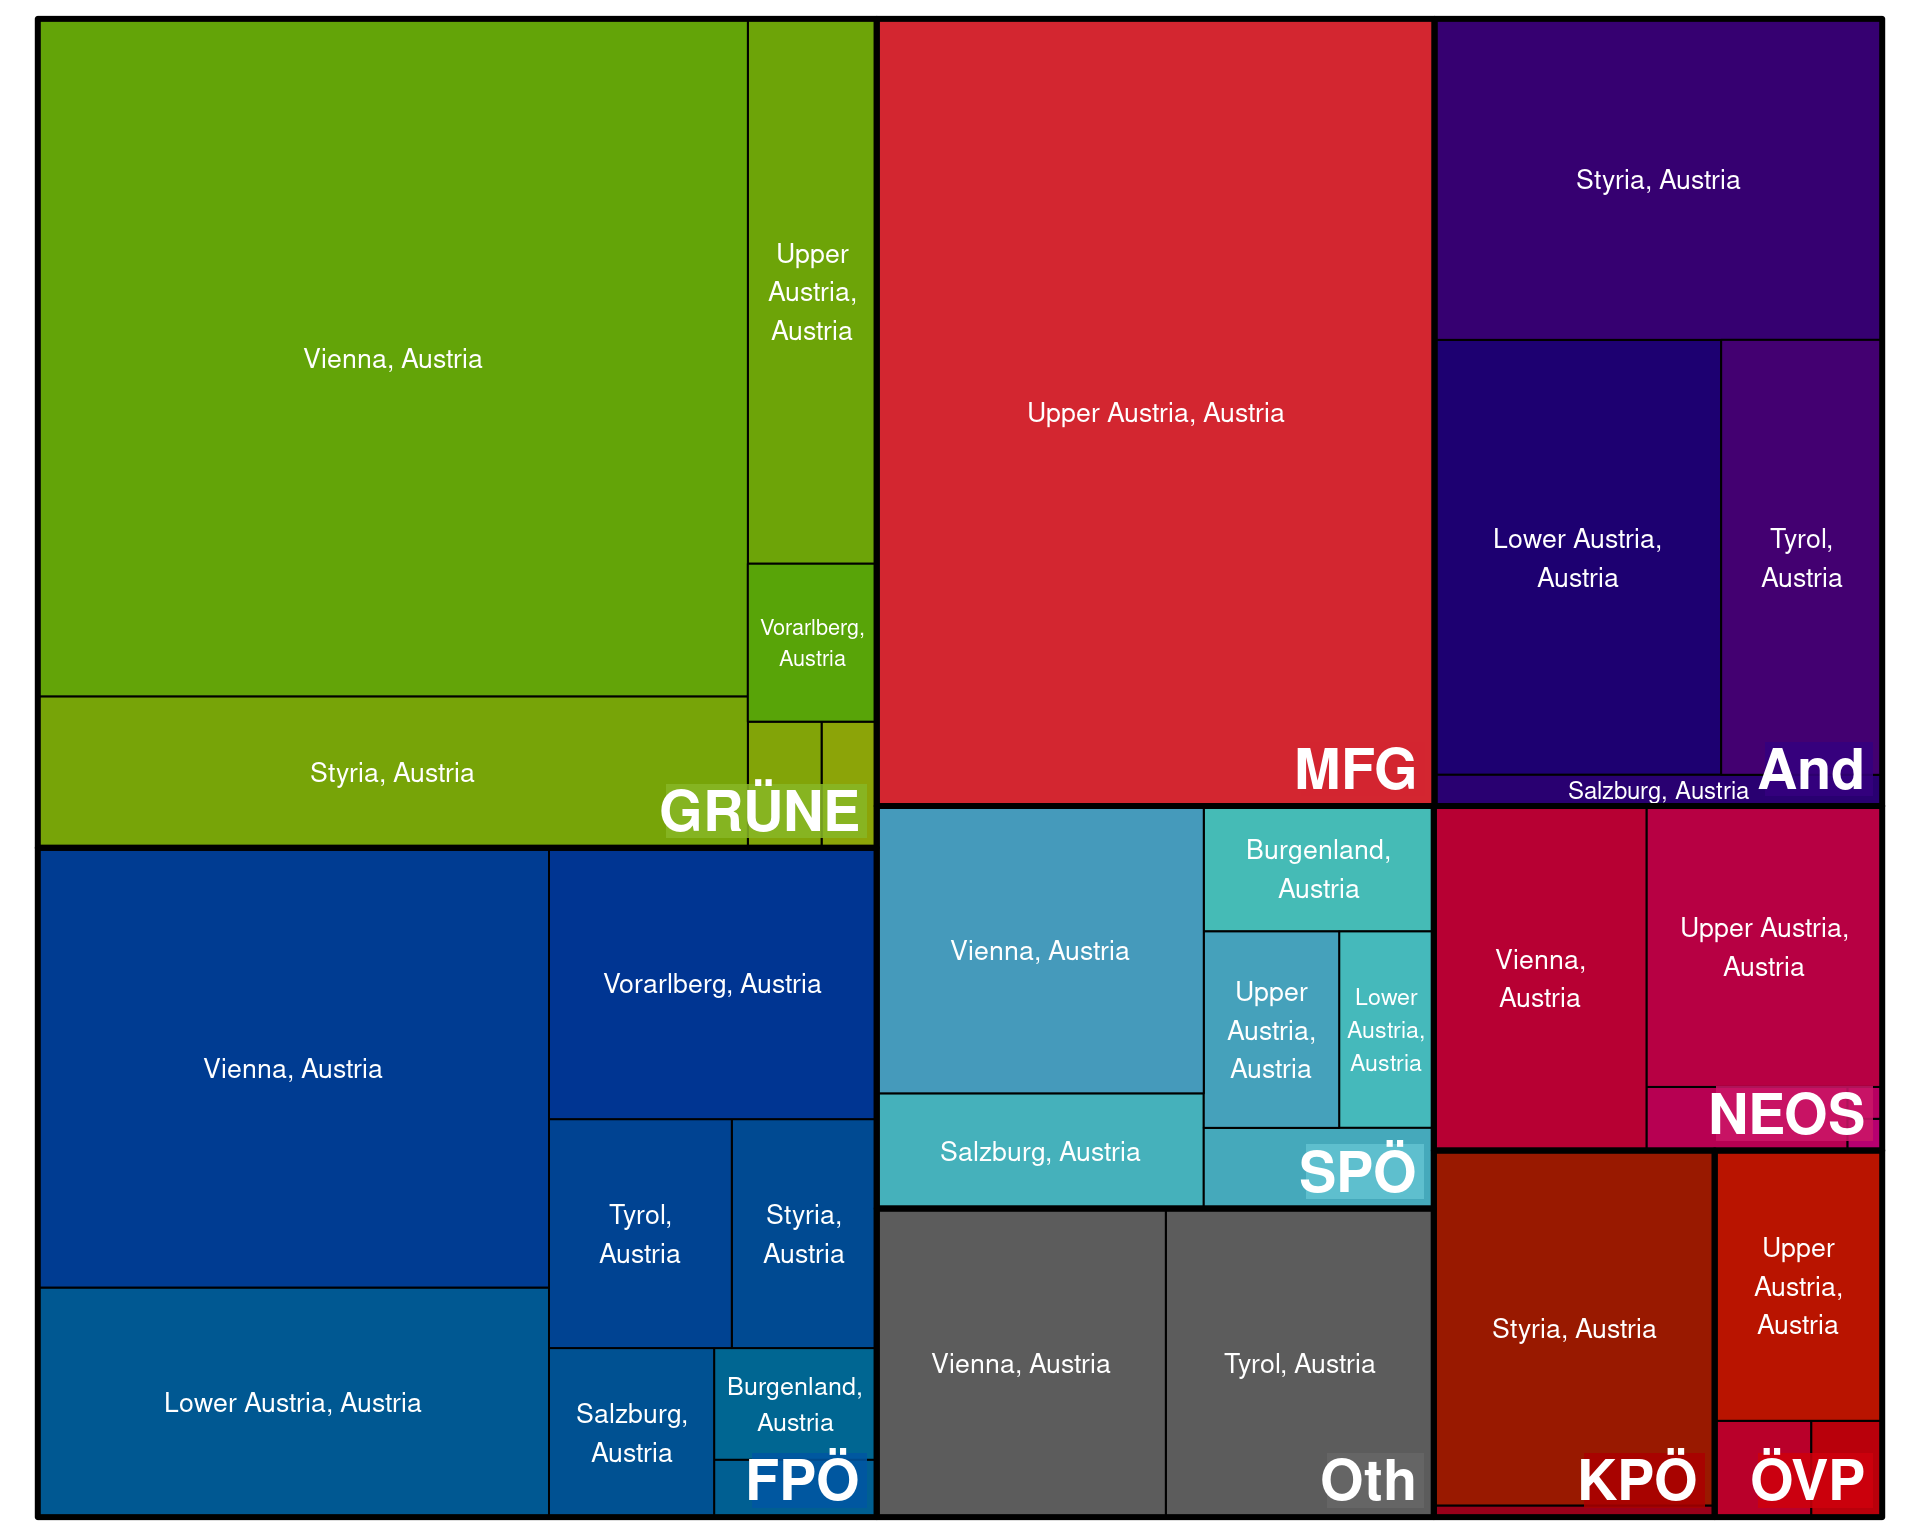 Vienna, Austria
Upper
Austria,
Austria
Vorarlberg,
Austria
Styria, Austria
GRÜNE
Upper Austria, Austria
MFG
Styria, Austria
Lower Austria,
Austria
Tyrol,
Austria
Salzburg, Austria
And
Vienna, Austria
Vorarlberg, Austria
Tyrol,
Austria
Styria,
Austria
Lower Austria, Austria
Salzburg,
Austria
Burgenland,
Austria
FPÖ
Vienna, Austria
Burgenland,
Austria
Upper
Austria,
Austria
Lower
Austria,
Austria
Salzburg, Austria
SPÖ
Vienna,
Austria
Upper Austria,
Austria
NEOS
Vienna, Austria
Tyrol, Austria
Oth
Styria, Austria
KPÖ
Upper
Austria,
Austria
ÖVP